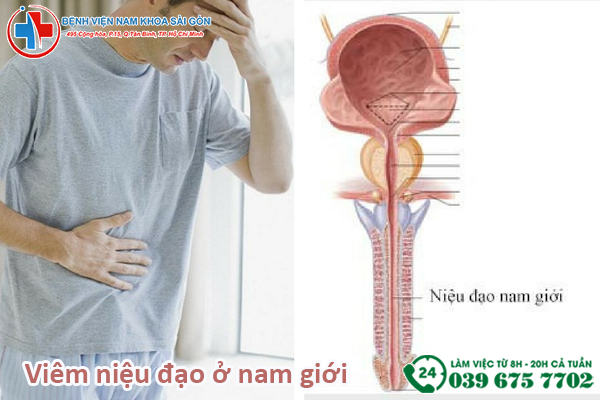 BỆNH VIỆN NAM KHOA SÀI GÒN
495 Cộng hòa, P.15, Q.Tân Bình, TP. Hồ Chí Minh
Niệu đạo nam giới
Viêm niệu đạo ở nam giới
24
LÀM VIỆC TỪ 8H - 20H CẢ TUẦN
039 675 7702